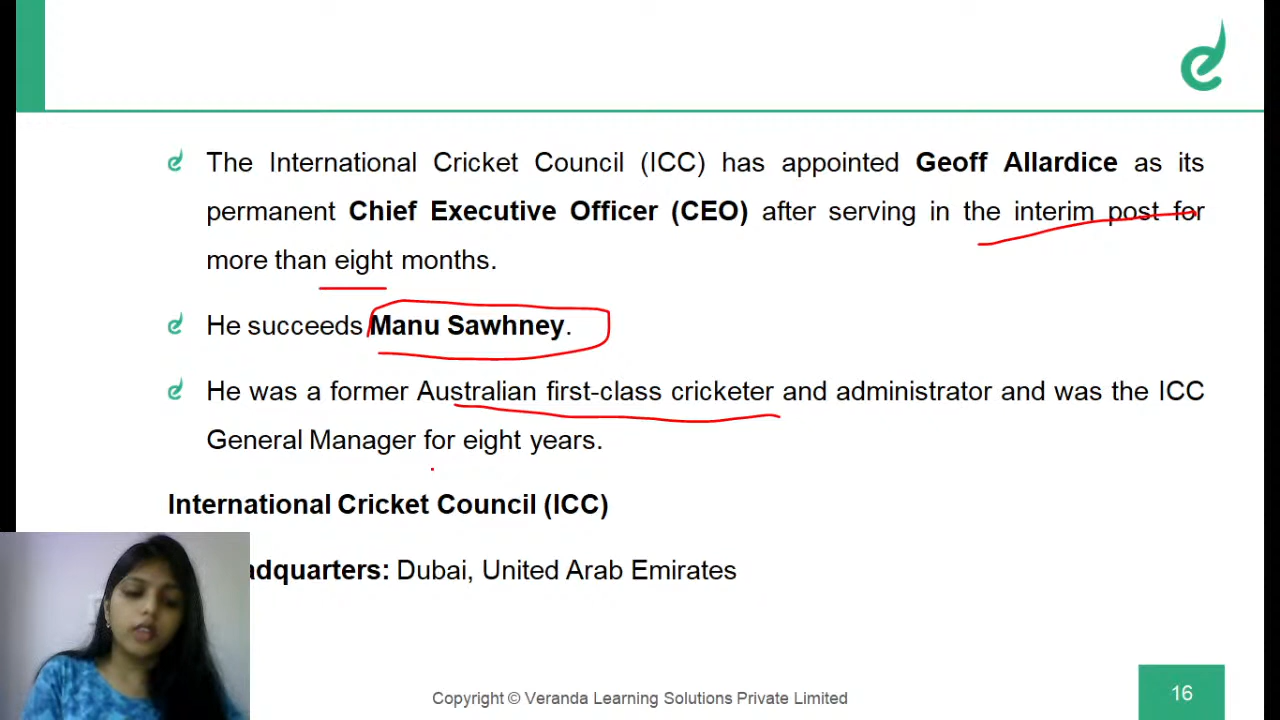 The International Cricket Council (ICC) has appointed Geoff Allardice as its
permanent Chief Executive Officer (CEO) after serving in the interim post for
more than eight months.
He succeeds Manu Sawhney.
He was a former Australian first-class cricketer and administrator and was the ICC
General Manager for eight years.
International Cricket Council (ICC)
adquarters: Dubai, United Arab Emirates
Copyright © Veranda Learning Solutions Private Limited
16